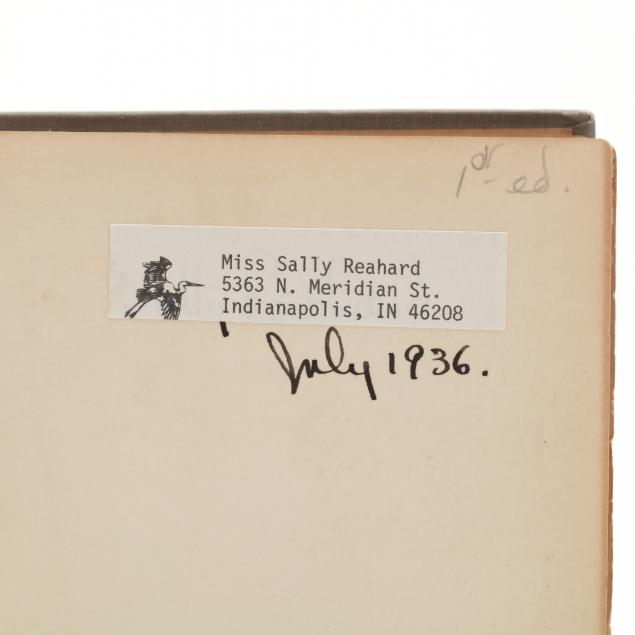 1st ed.
Miss Sally Reahard
5363 N. Meridian St.
Indianapolis, IN 46208
July 1936.